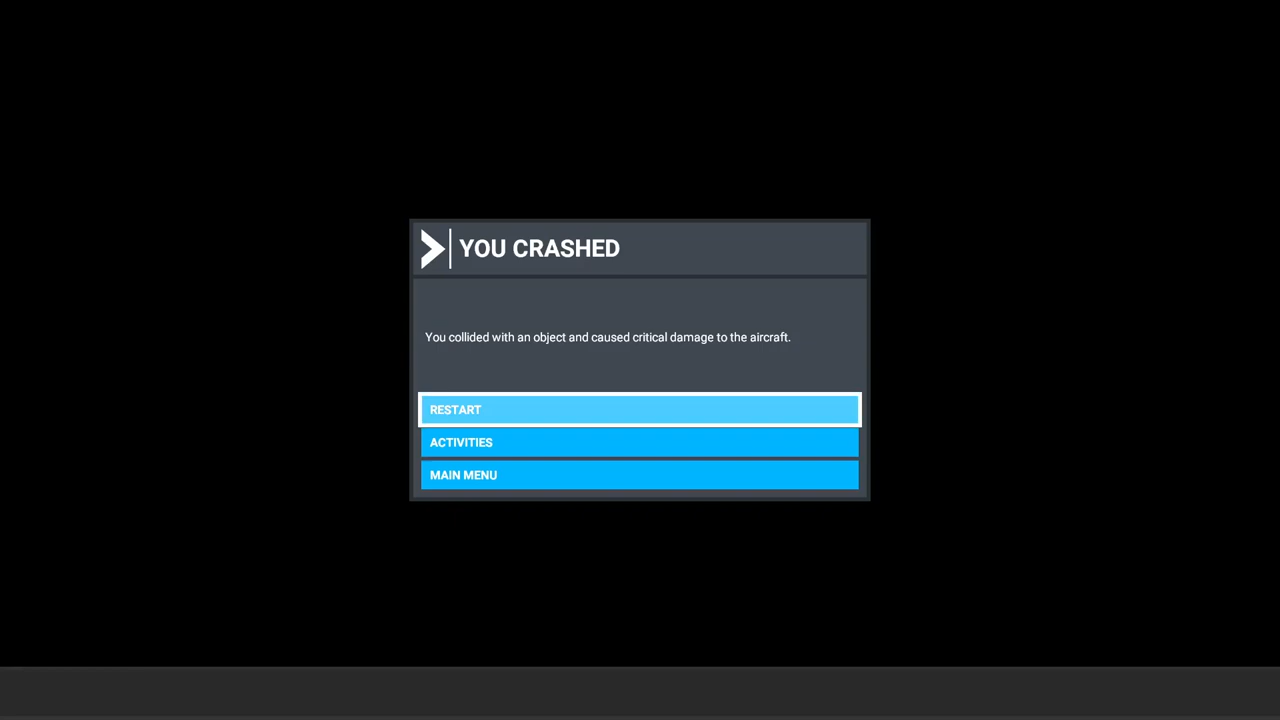 YOU CRASHED
You collided with an object and caused critical damage to the aircraft.
RESTART
ACTIVITIES
MAIN MENU